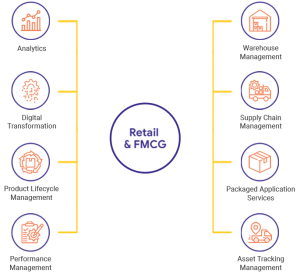 Analytics
Digital
Transformation
Product Lifecycle
Management
Performance
Management
Retail
& FMCG
Warehouse
Management
Supply Chain
Management
Packaged Application
Services
Asset Tracking
Management